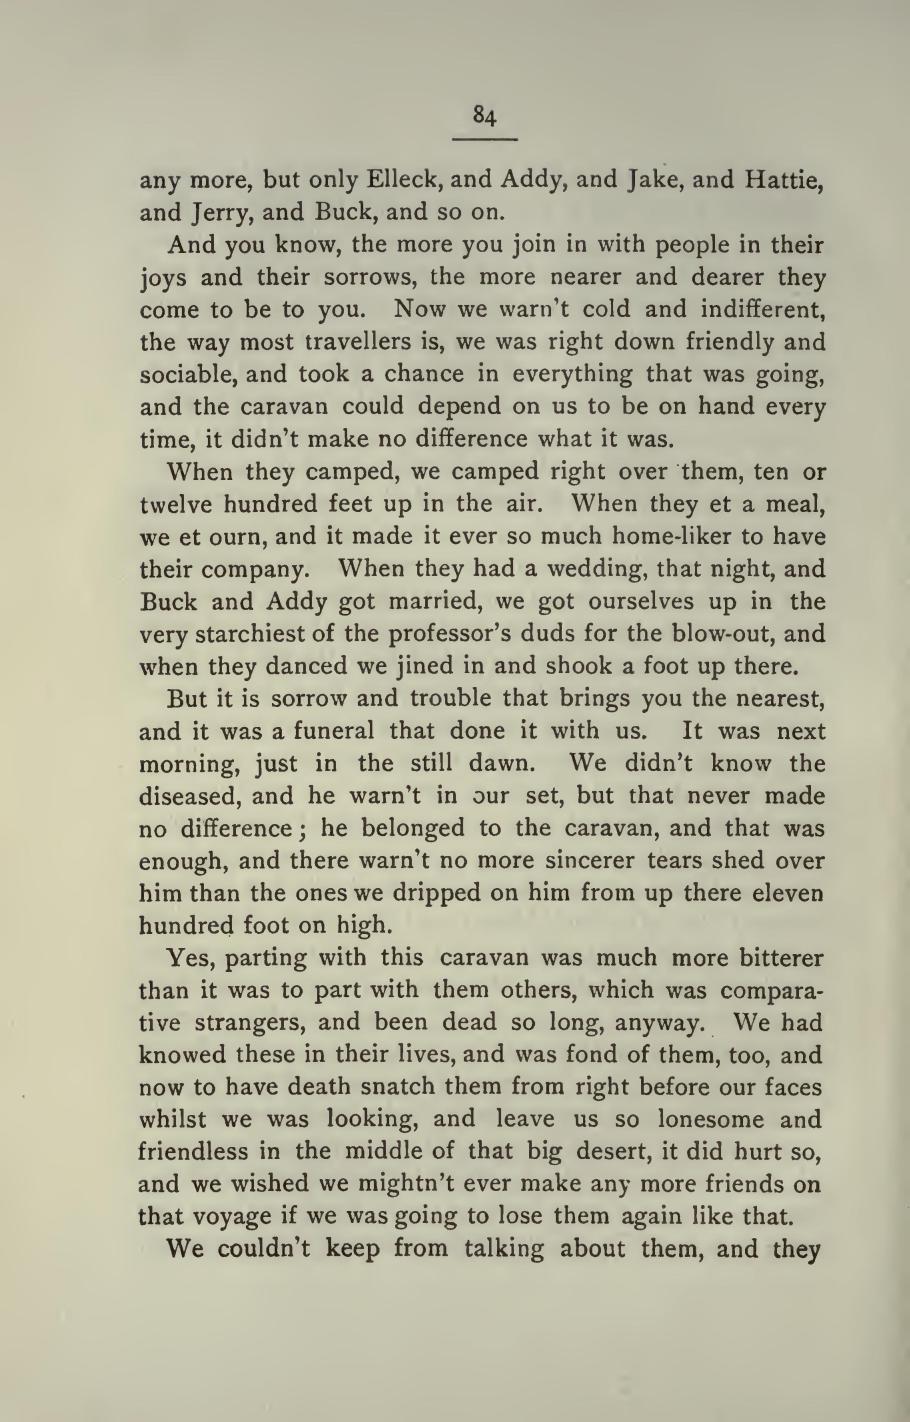 84
any more, but only Elleck, and Addy, and Jake, and Hattie,
and Jerry, and Buck, and so on.
And you know, the more you join in with people in their
joys and their sorrows, the more nearer and dearer they
come to be to you. Now we warn't cold and indifferent,
the way most travellers is, we was right down friendly and
sociable, and took a chance in everything that was going,
and the caravan could depend on us to be on hand every
time, it didn't make no difference what it was.
When they camped, we camped right over them, ten or
twelve hundred feet up in the air. When they et a meal,
we et ourn, and it made it ever so much home-liker to have
their company. When they had a wedding, that night, and
Buck and Addy got married, we got ourselves up in the
very starchiest of the professor's duds for the blow-out, and
when they danced we jined in and shook a foot up there.
But it is sorrow and trouble that brings you the nearest,
and it was a funeral that done it with us. It was next
morning, just in the still dawn. We didn't know the
diseased, and he warn't in our set, but that never made
no difference; he belonged to the caravan, and that was
enough, and there warn't no more sincerer tears shed over
him than the ones we dripped on him from up there eleven
hundred foot on high.
Yes, parting with this caravan was much more bitterer
than it was to part with them others, which was compara-
tive strangers, and been dead so long, anyway. We had
knowed these in their lives, and was fond of them, too, and
now to have death snatch them from right before our faces
whilst we was looking, and leave us so lonesome and
friendless in the middle of that big desert, it did hurt so,
and we wished we mightn't ever make any more friends on
that voyage if we was going to lose them again like that.
We couldn't keep from talking about them, and they